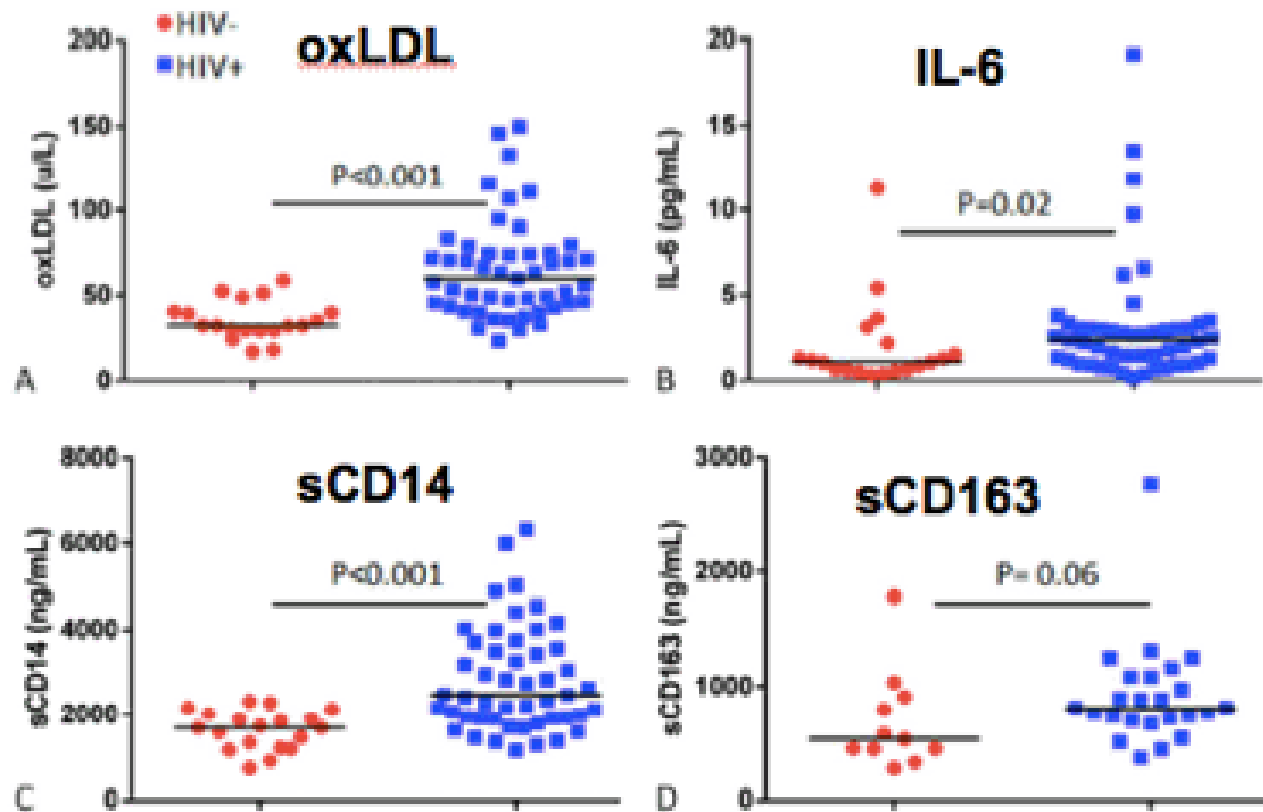 HIV-
HIV+
oxLDL
200
150
100
50
0
oxLDL (u/L)
P<0.001
A
IL-6
20
15
10
5
0
IL-6 (pg/mL)
P=0.02
B
sCD14
8000
6000
4000
2000
0
sCD14 (ng/mL)
P<0.001
C
sCD163
3000
2000
1000
0
sCD163 (ng/mL)
P= 0.06
D